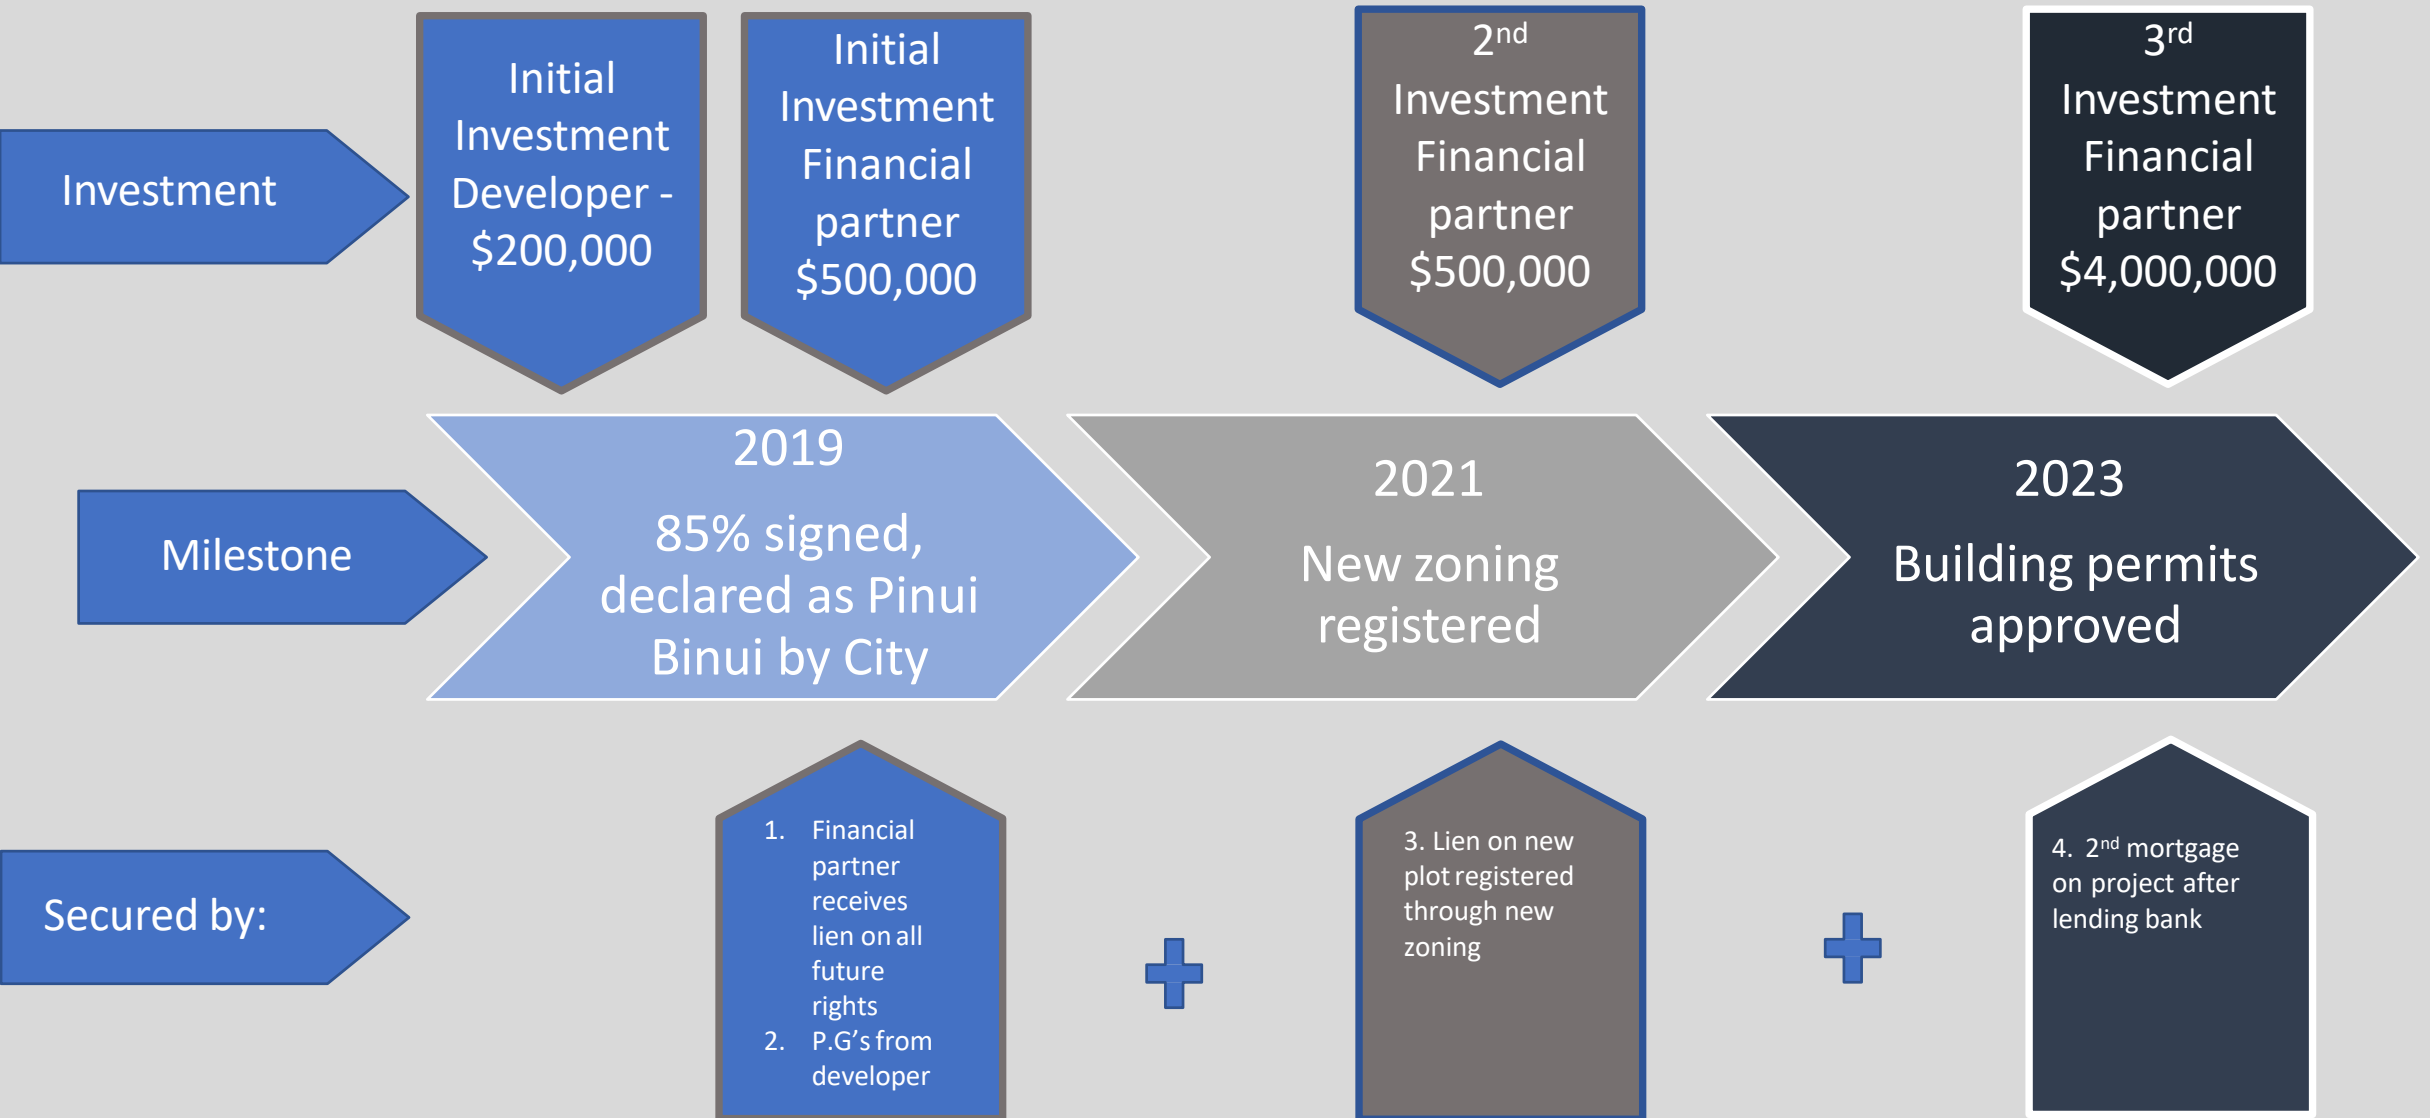 Investment
Initial
Investment
Developer -
$200,000
Initial
Investment
Financial
partner
$500,000
2nd
Investment
Financial
partner
$500,000
3rd
Investment
Financial
partner
$4,000,000
Milestone
2019
85% signed,
declared as Pinui
Binui by City
2021
New zoning
registered
2023
Building permits
approved
Secured by:
1. Financial
partner
receives
lien on all
future
rights
2. P.G’s from
developer
3. Lien on new
plot registered
through new
zoning
4. 2nd mortgage
on project after
lending bank